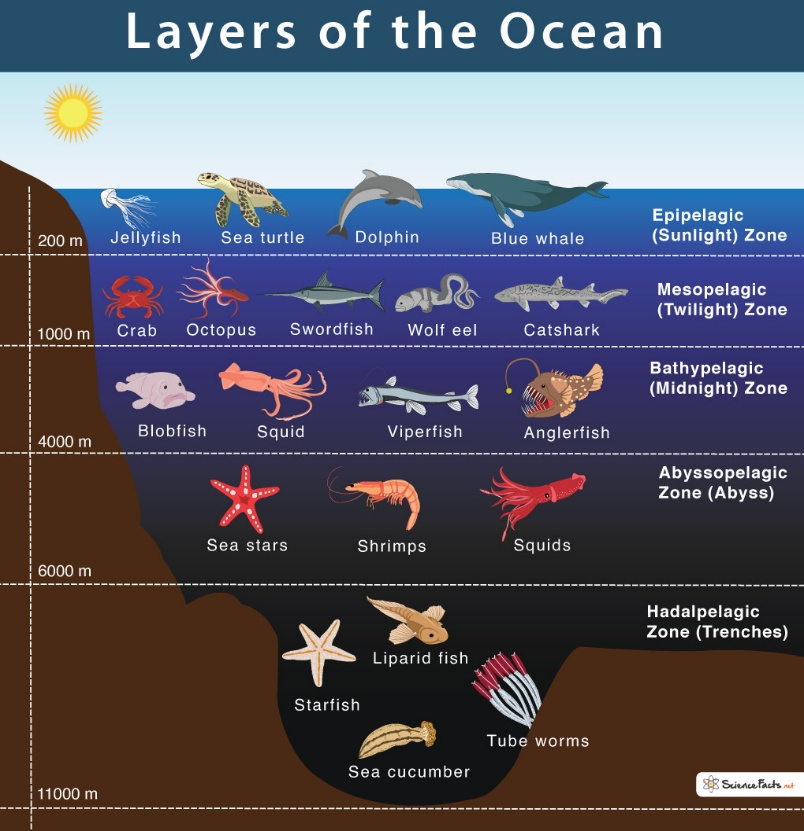 Layers of the Ocean
Jellyfish
Sea turtle
Dolphin
Blue whale
Epipelagic
(Sunlight) Zone
200 m
Crab
Octopus
Swordfish
Wolf eel
Catshark
Mesopelagic
(Twilight) Zone
1000 m
Blobfish
Squid
Viperfish
Anglerfish
Bathypelagic
(Midnight) Zone
4000 m
Sea stars
Shrimps
Squids
Abyssopelagic
Zone (Abyss)
6000 m
Hadalpelagic
Zone (Trenches)
Liparid fish
Starfish
Tube worms
Sea cucumber
11000 m
ScienceFacts.net